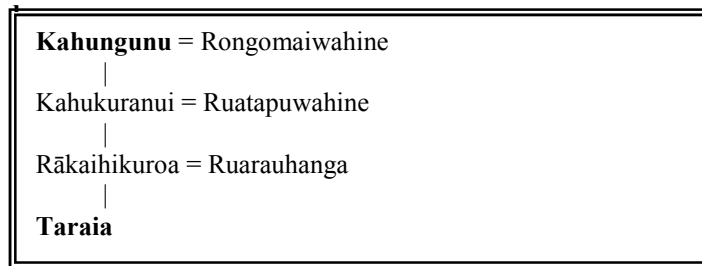 Kahungunu = Rongomaiwahine
|
Kahukuranui = Ruatapuwahine
|
Rākaihikuroa = Ruarauhanga
|
Taraia